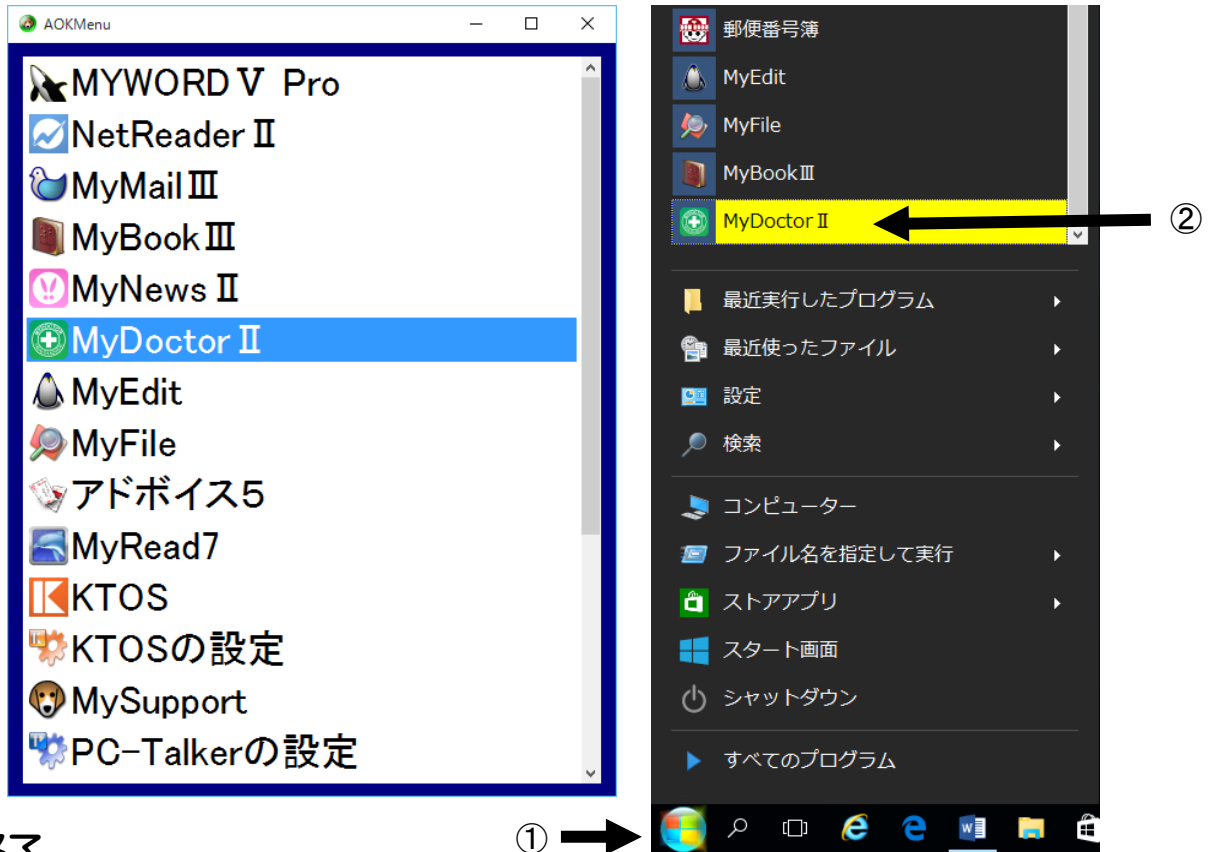 AOKMenu
MYWORDⅤ Pro
NetReaderⅡ
MyMailⅢ
MyBookⅢ
MyNewsⅡ
MyDoctorⅡ
MyEdit
MyFile
アドボイス5
MyRead7
KTOS
KTOSの設定
MySupport
PC-Talkerの設定
郵便番号簿
MyEdit
MyFile
MyBookⅢ
MyDoctorⅡ
②
最近実行したプログラム
最近使ったファイル
設定
検索
コンピューター
ファイル名を指定して実行
ストアアプリ
スタート画面
シャットダウン
すべてのプログラム
①